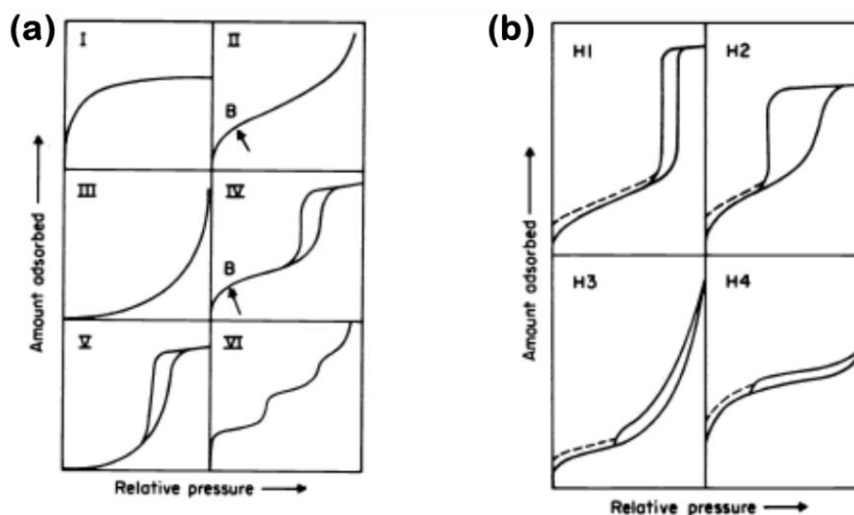 (a)
I
II
B
III
IV
B
V
VI
Amount adsorbed
Relative pressure
(b)
H1
H2
H3
H4
Amount adsorbed
Relative pressure